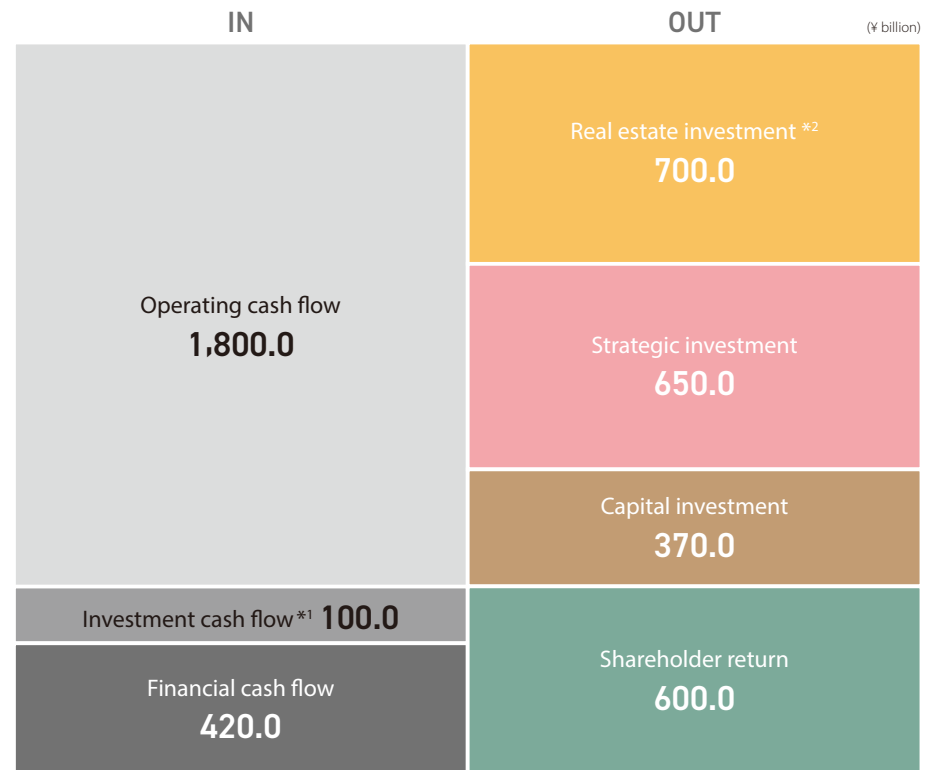 IN
OUT
(¥ billion)
Operating cash flow
1,800.0
Investment cash flow *1 100.0
Financial cash flow
420.0
Real estate investment *2
700.0
Strategic investment
650.0
Capital investment
370.0
Shareholder return
600.0